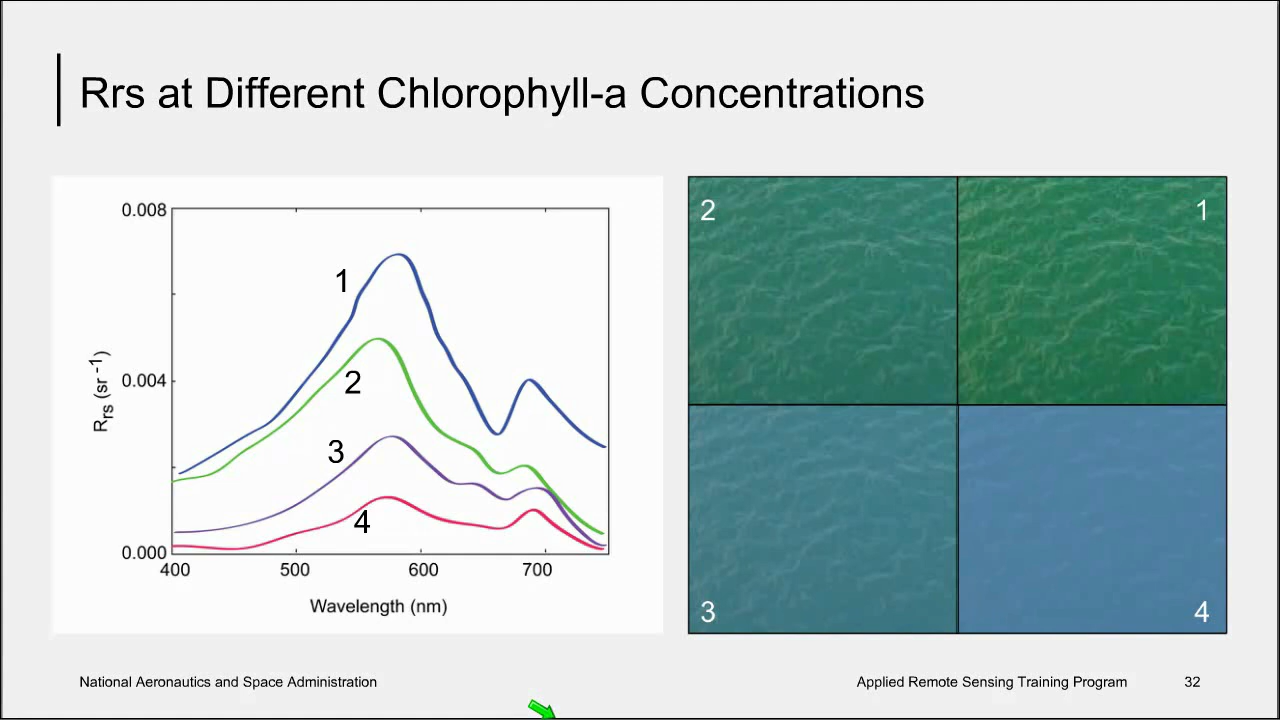 Rrs at Different Chlorophyll-a Concentrations
0.008
0.004
0.000
Rrs (sr -1)
1
2
3
4
400 500 600 700
Wavelength (nm)
2 1
3 4
National Aeronautics and Space Administration
Applied Remote Sensing Training Program 32